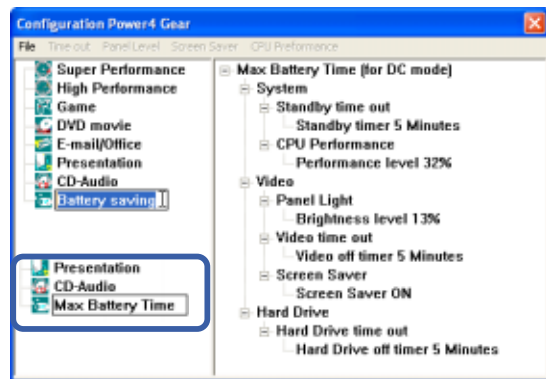 Configuration Power4 Gear
File Time out Panel Level Screen Saver CPU Preformance
Super Performance
High Performance
Game
DVD movie
E-mail/Office
Presentation
CD-Audio
Battery saving
Presentation
CD-Audio
Max Battery Time
Max Battery Time (for DC mode)
System
Standby time out
Standby timer 5 Minutes
CPU Performance
Performance level 32%
Video
Panel Light
Brightness level 13%
Video time out
Video off timer 5 Minutes
Screen Saver
Screen Saver ON
Hard Drive
Hard Drive time out
Hard Drive off timer 5 Minutes